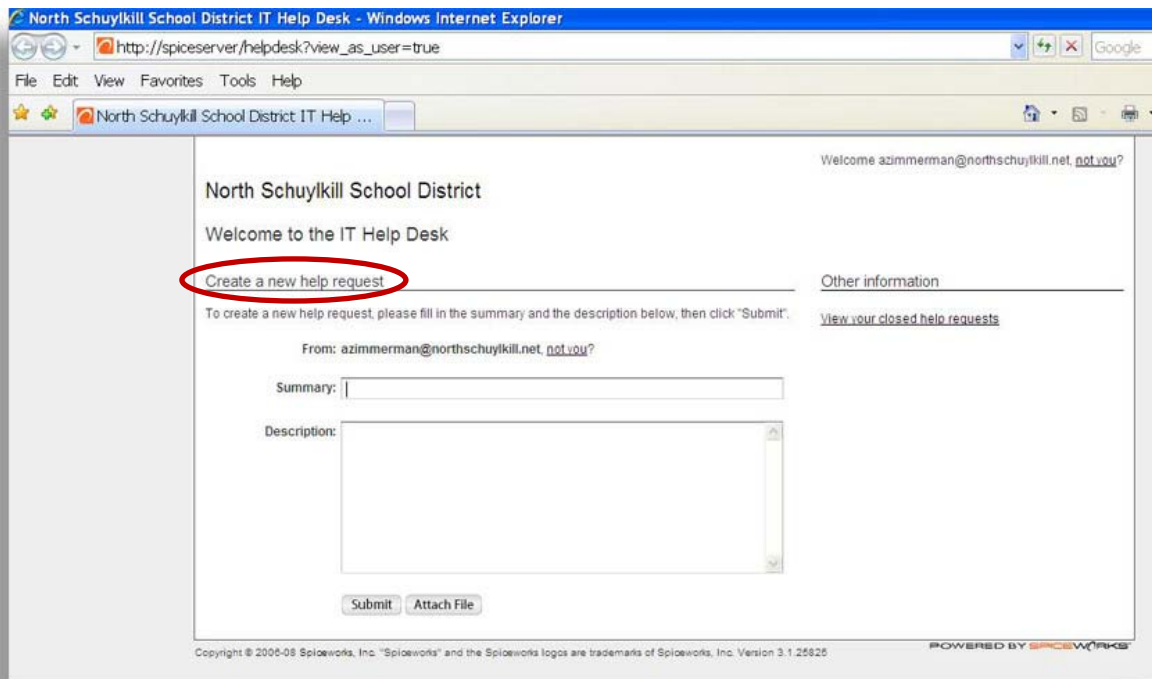 North Schuylkill School District IT Help Desk - Windows Internet Explorer
http://spiceserver/helpdesk?view_as_user=true
Google
File Edit View Favorites Tools Help
North Schuylkill School District IT Help ...
Welcome azimmerman@northschuylkill.net, not you?
North Schuylkill School District
Welcome to the IT Help Desk
Create a new help request
Other information
To create a new help request, please fill in the summary and the description below, then click "Submit".
View your closed help requests
From: azimmerman@northschuylkill.net, not you?
Summary:
Description:
Submit Attach File
Copyright © 2006-08 Spiceworks, Inc. "Spiceworks" and the Spiceworks logos are trademarks of Spiceworks, Inc. Version 3.1.25826
POWERED BY SPICEWORKS